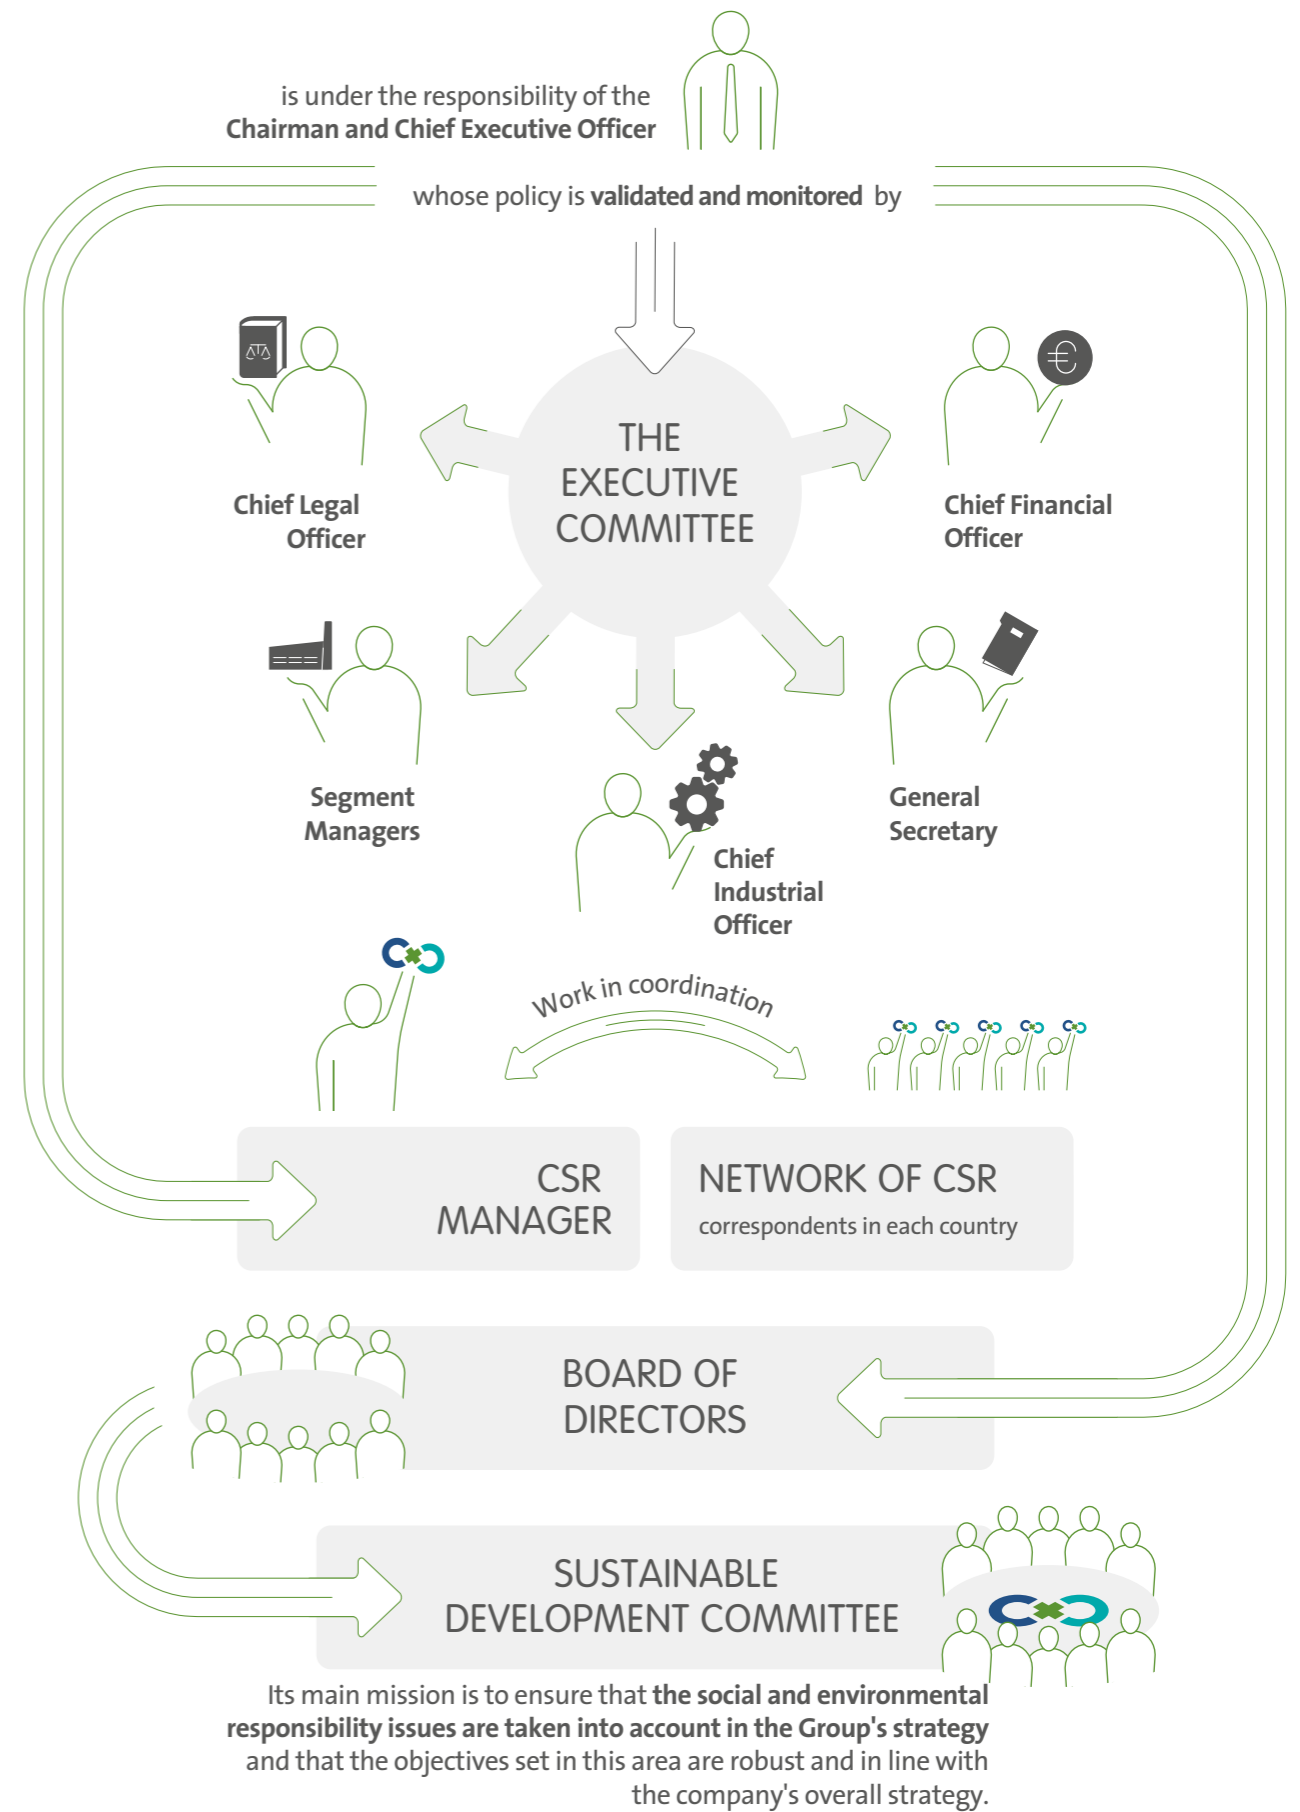 is under the responsibility of the
Chairman and Chief Executive Officer
whose policy is validated and monitored by
THE
EXECUTIVE
COMMITTEE
Chief Legal
Officer
Chief Financial
Officer
Segment
Managers
General
Secretary
Chief
Industrial
Officer
Work in coordination
CSR
MANAGER
NETWORK OF CSR
correspondents in each country
BOARD OF
DIRECTORS
SUSTAINABLE
DEVELOPMENT COMMITTEE
Its main mission is to ensure that the social and environmental
responsibility issues are taken into account in the Group's strategy
and that the objectives set in this area are robust and in line with
the company's overall strategy.